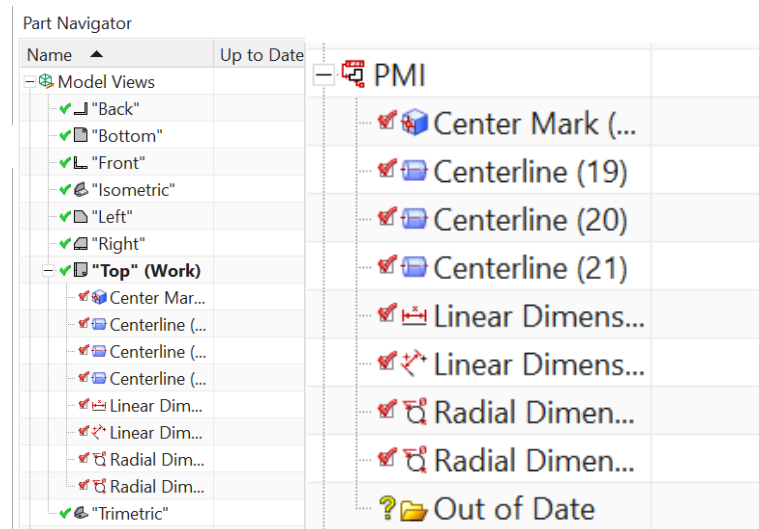 Part Navigator
Name
Up to Date
Model Views
"Back"
"Bottom"
"Front"
"Isometric"
"Left"
"Right"
"Top" (Work)
Center Mar...
Centerline (...
Centerline (...
Centerline (...
Linear Dim...
Linear Dim...
Radial Dim...
Radial Dim...
"Trimetric"
PMI
Center Mark (...
Centerline (19)
Centerline (20)
Centerline (21)
Linear Dimens...
Linear Dimens...
Radial Dimen...
Radial Dimen...
Out of Date